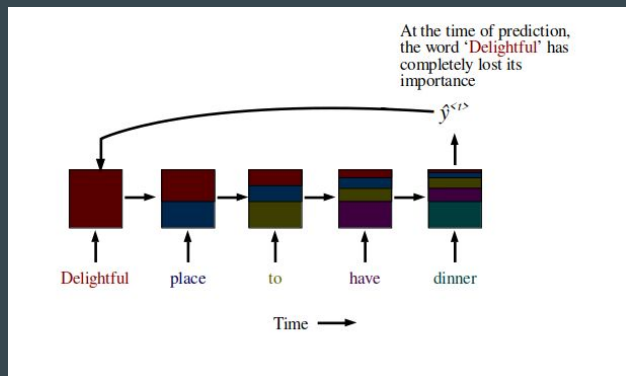 At the time of prediction,
the word ‘Delightful’ has
completely lost its
importance
ŷ<t>
Delightful place to have dinner
Time